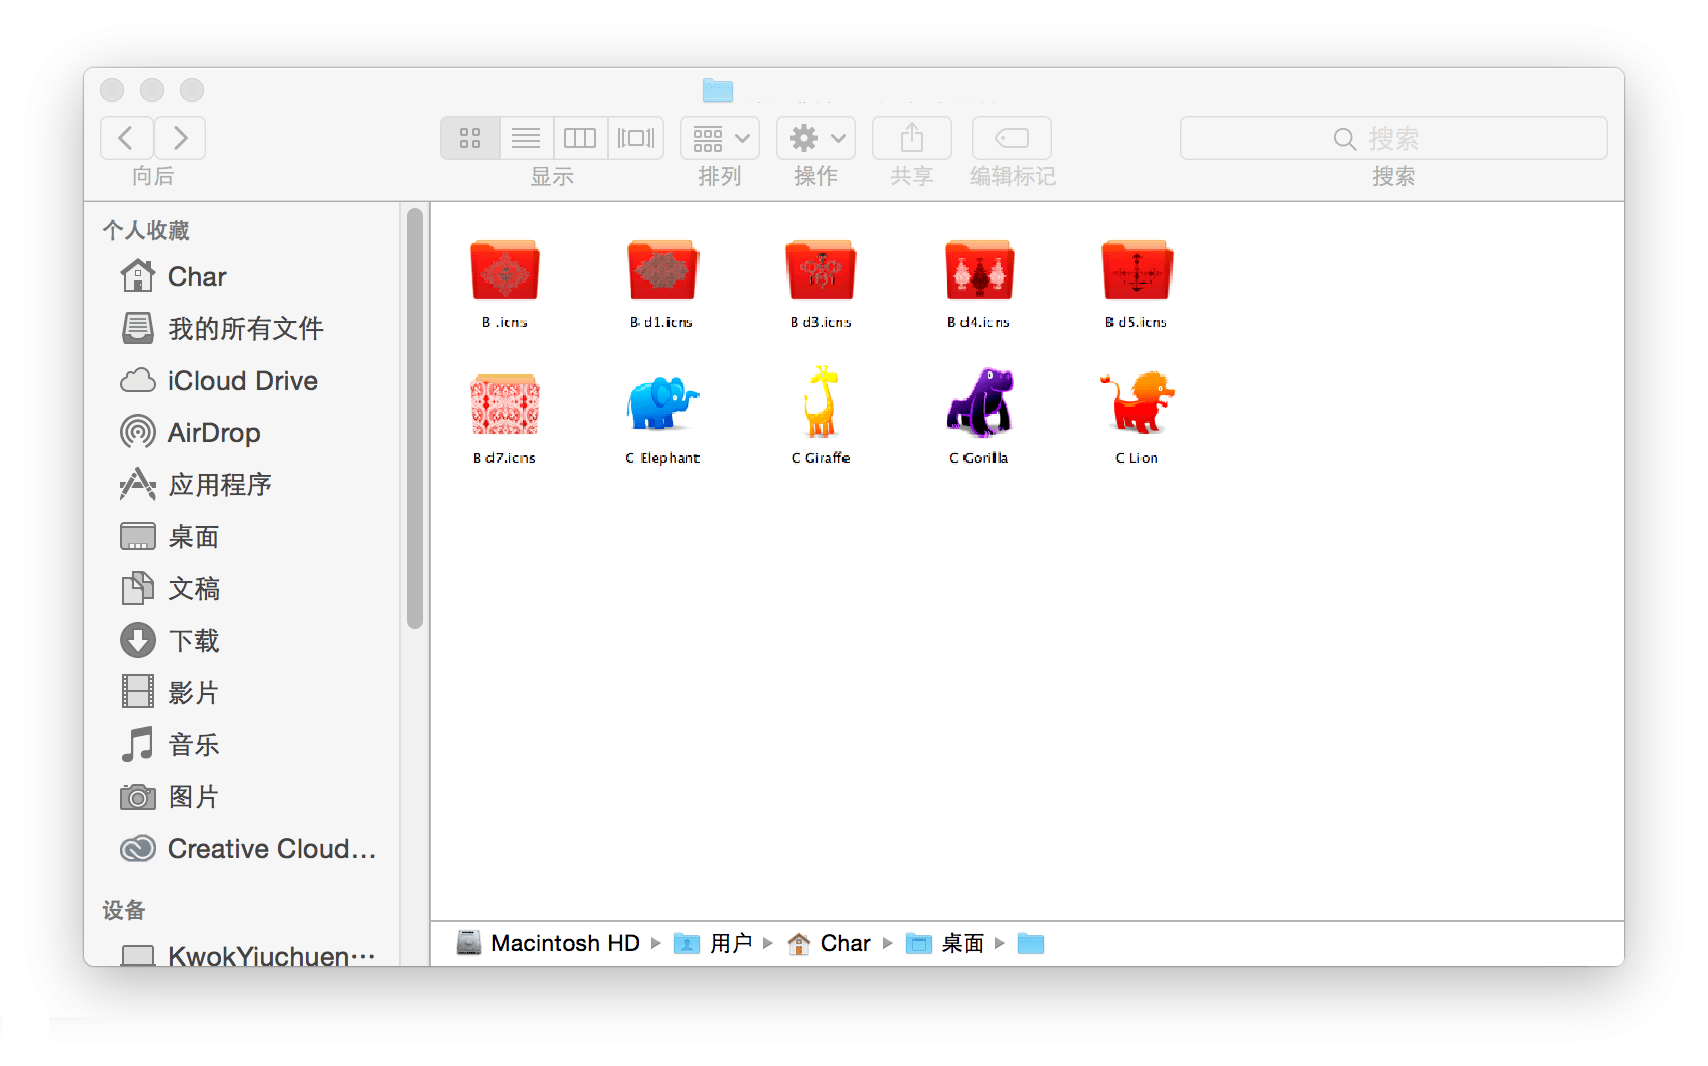 向后
显示
排列
操作
共享
编辑标记
搜索
搜索
个人收藏
Char
我的所有文件
iCloud Drive
AirDrop
应用程序
桌面
文稿
下载
影片
音乐
图片
Creative Cloud...
设备
KwokYiuchuen...
B .icns
B d1.icns
B d3.icns
B d4.icns
B d5.icns
B d7.icns
C Elephant
C Giraffe
C Gorilla
C Lion
Macintosh HD
用户
Char
桌面